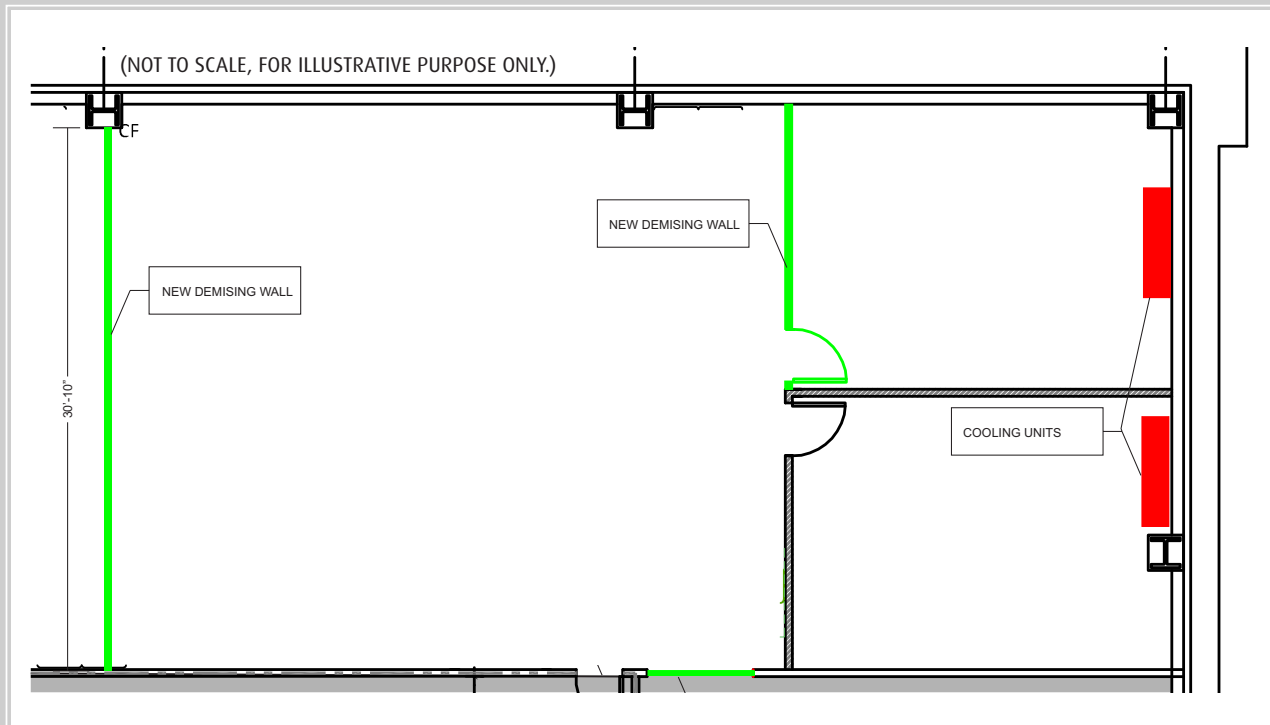 (NOT TO SCALE, FOR ILLUSTRATIVE PURPOSE ONLY.)
CF
NEW DEMISING WALL
NEW DEMISING WALL
30'-10"
COOLING UNITS